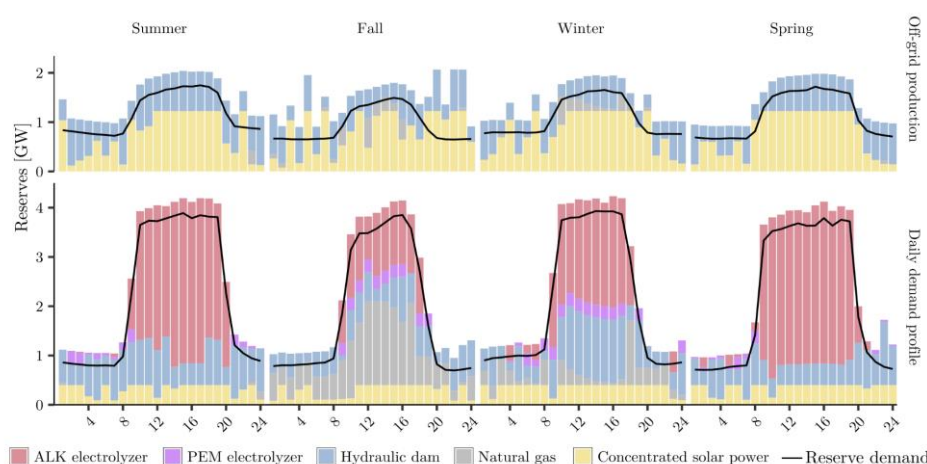 Summer Fall Winter Spring
Off-grid production
2
1
0
Reserves [GW]
Daily demand profile
4
3
2
1
0
4 8 12 16 20 24 4 8 12 16 20 24 4 8 12 16 20 24 4 8 12 16 20 24
ALK electrolyzer PEM electrolyzer Hydraulic dam Natural gas Concentrated solar power Reserve demand